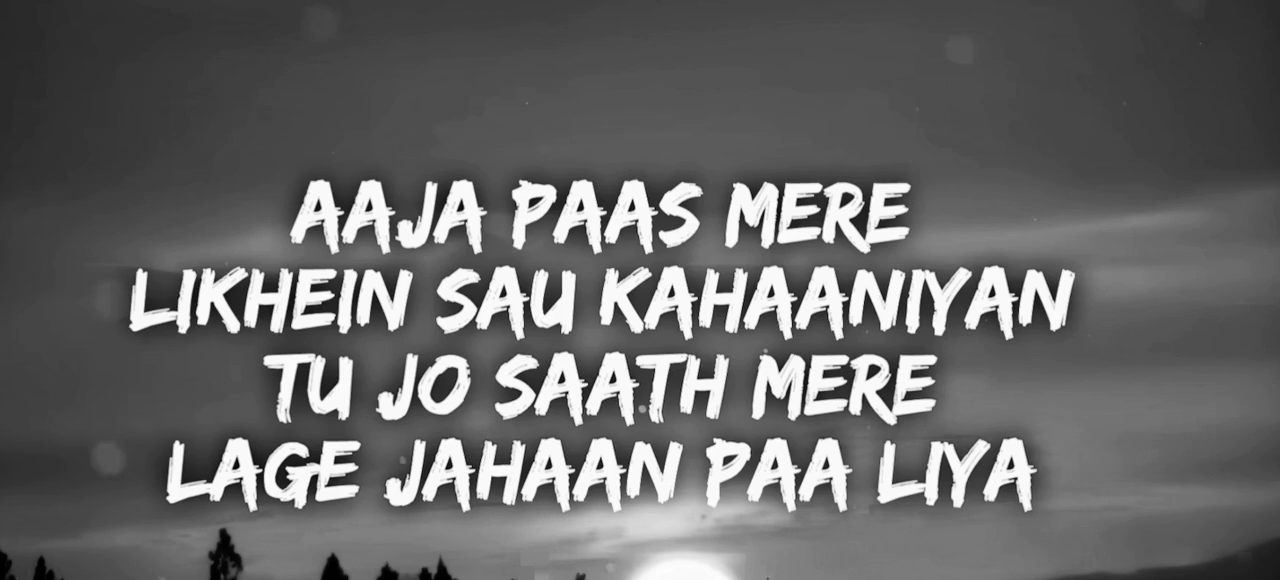 AAJA PAAS MERE
LIKHEIN SAU KAHAANIYAN
TU JO SAATH MERE
LAGE JAHAAN PAA LIYA